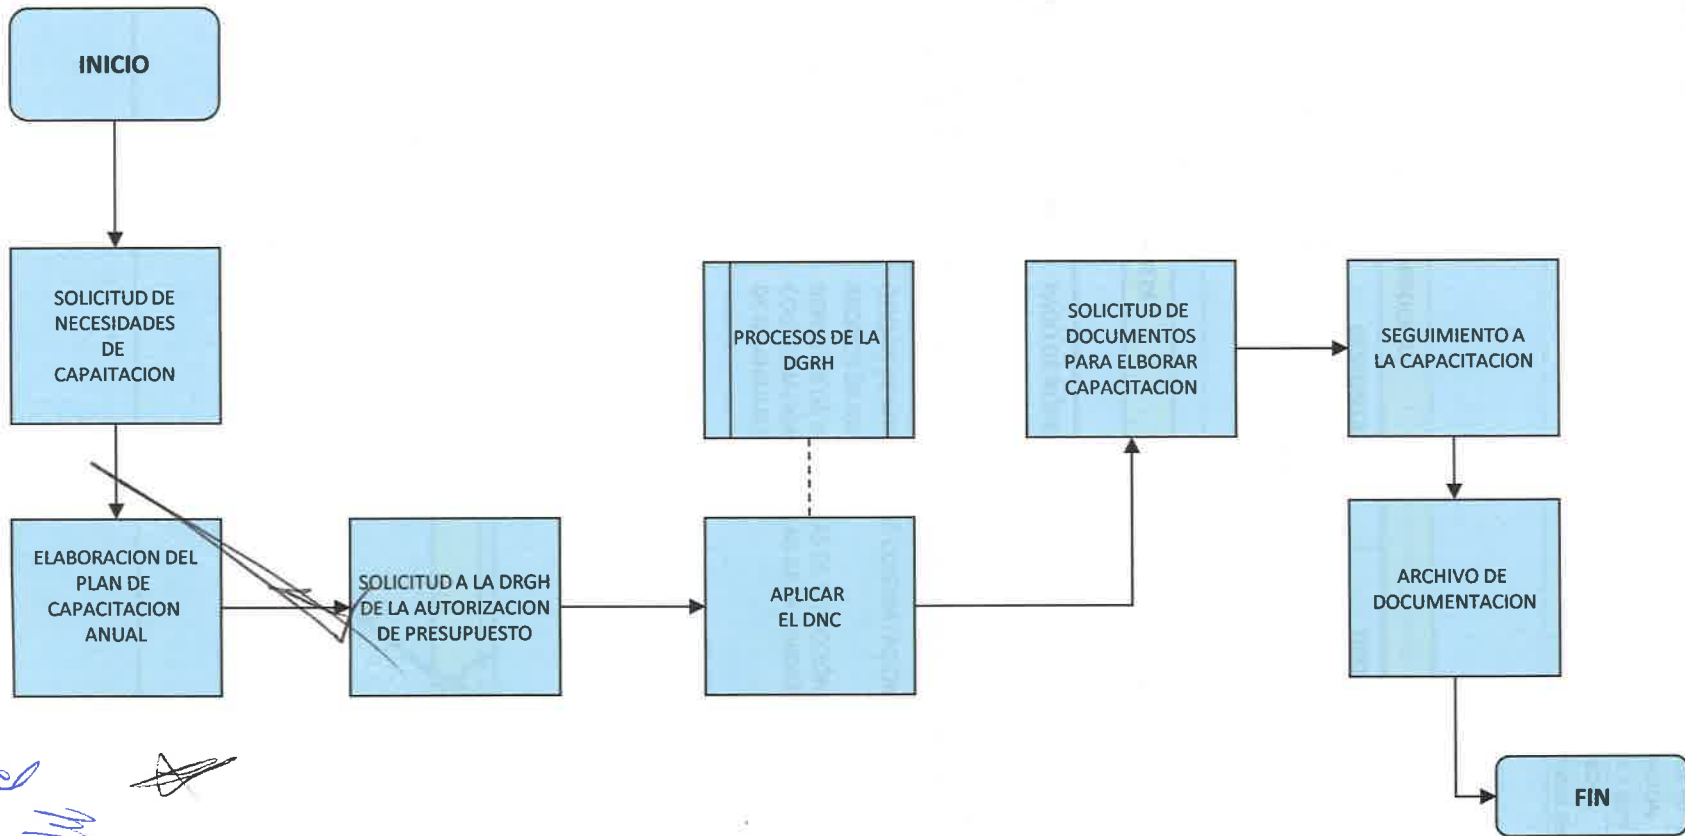 INICIO
SOLICITUD DE
NECESIDADES
DE
CAPAITACION
ELABORACION DEL
PLAN DE
CAPACITACION
ANUAL
SOLICITUD A LA DRGH
DE LA AUTORIZACION
DE PRESUPUESTO
PROCESOS DE LA
DGRH
APLICAR
EL DNC
SOLICITUD DE
DOCUMENTOS
PARA ELBORAR
CAPACITACION
SEGUIMIENTO A
LA CAPACITACION
ARCHIVO DE
DOCUMENTACION
FIN